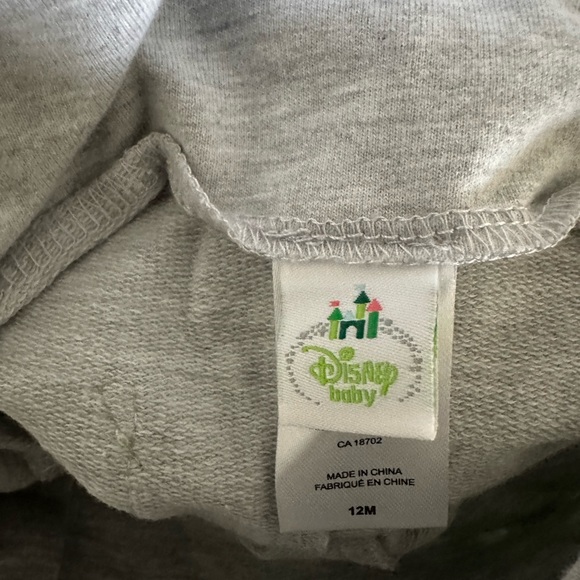 Disney
baby
CA 18702
MADE IN CHINA
FABRIQUÉ EN CHINE
12M